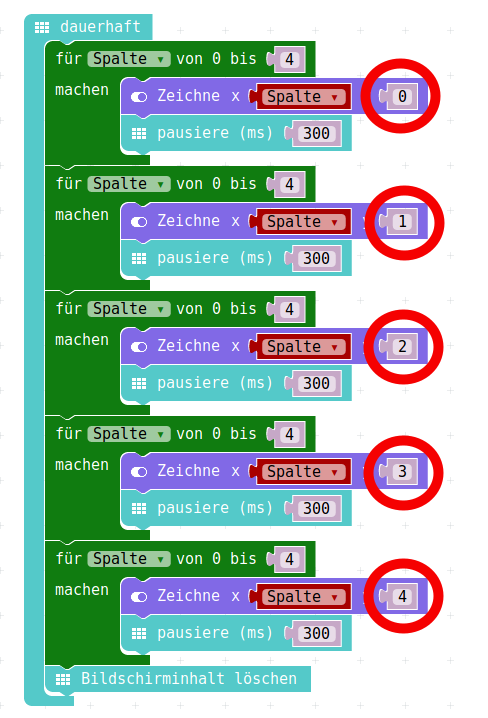 dauerhaft
für Spalte ▾ von 0 bis 4
machen Zeichne x Spalte ▾ 0
pausiere (ms) 300
für Spalte ▾ von 0 bis 4
machen Zeichne x Spalte ▾ 1
pausiere (ms) 300
für Spalte ▾ von 0 bis 4
machen Zeichne x Spalte ▾ 2
pausiere (ms) 300
für Spalte ▾ von 0 bis 4
machen Zeichne x Spalte ▾ 3
pausiere (ms) 300
für Spalte ▾ von 0 bis 4
machen Zeichne x Spalte ▾ 4
pausiere (ms) 300
Bildschirminhalt löschen